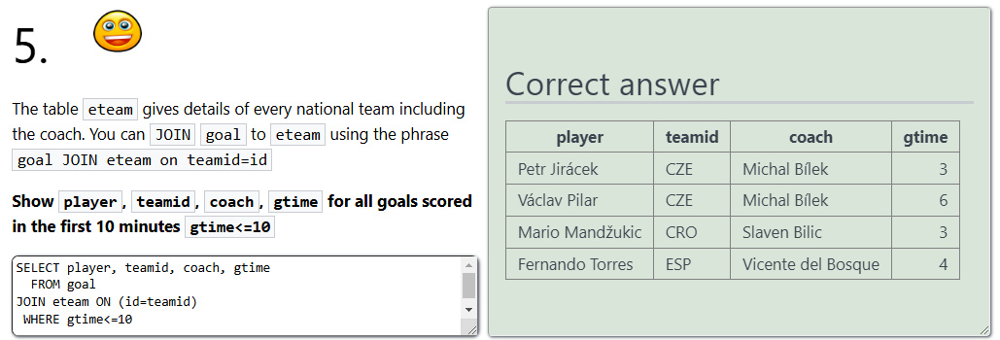 5.
The table eteam gives details of every national team including
the coach. You can JOIN goal to eteam using the phrase
goal JOIN eteam on teamid=id
Show player, teamid, coach, gtime for all goals scored
in the first 10 minutes gtime<=10
SELECT player, teamid, coach, gtime
FROM goal
JOIN eteam ON (id=teamid)
WHERE gtime<=10
Correct answer
player teamid coach gtime
Petr Jirácek CZE Michal Bílek 3
Václav Pilar CZE Michal Bílek 6
Mario Mandžukic CRO Slaven Bilic 3
Fernando Torres ESP Vicente del Bosque 4